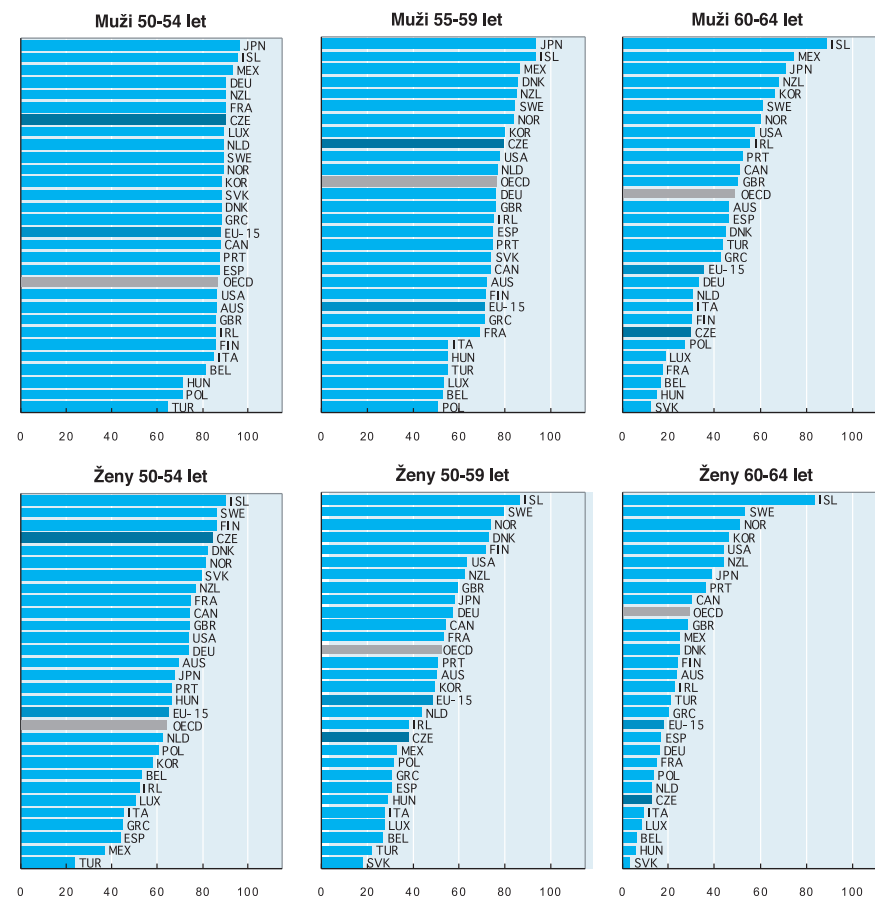 Muži 50-54 let
JPN
ISL
MEX
DEU
NZL
FRA
CZE
LUX
NLD
SWE
NOR
KOR
SVK
DNK
GRC
EU-15
CAN
PRT
ESP
OECD
USA
AUS
GBR
IRL
FIN
ITA
BEL
HUN
POL
TUR
0 20 40 60 80 100
Muži 55-59 let
JPN
ISL
MEX
DNK
NZL
SWE
NOR
KOR
CZE
USA
NLD
OECD
DEU
GBR
IRL
ESP
PRT
SVK
CAN
AUS
FIN
EU-15
GRC
FRA
ITA
HUN
TUR
LUX
BEL
POL
0 20 40 60 80 100
Muži 60-64 let
ISL
MEX
JPN
NZL
KOR
SWE
NOR
USA
IRL
PRT
CAN
GBR
OECD
AUS
ESP
DNK
TUR
GRC
EU-15
DEU
NLD
ITA
FIN
CZE
POL
LUX
FRA
BEL
HUN
SVK
0 20 40 60 80 100
Ženy 50-54 let
ISL
SWE
FIN
CZE
DNK
NOR
SVK
NZL
FRA
CAN
GBR
USA
DEU
AUS
JPN
PRT
HUN
EU-15
OECD
NLD
POL
KOR
BEL
IRL
LUX
ITA
GRC
ESP
MEX
TUR
0 20 40 60 80 100
Ženy 50-59 let
ISL
SWE
NOR
DNK
FIN
USA
NZL
GBR
JPN
DEU
CAN
FRA
OECD
PRT
AUS
KOR
EU-15
NLD
IRL
CZE
MEX
POL
GRC
ESP
HUN
ITA
LUX
BEL
TUR
SVK
0 20 40 60 80 100
Ženy 60-64 let
ISL
SWE
NOR
KOR
USA
NZL
JPN
PRT
CAN
OECD
GBR
MEX
DNK
FIN
AUS
IRL
TUR
GRC
EU-15
ESP
DEU
FRA
POL
NLD
CZE
ITA
LUX
BEL
HUN
SVK
0 20 40 60 80 100